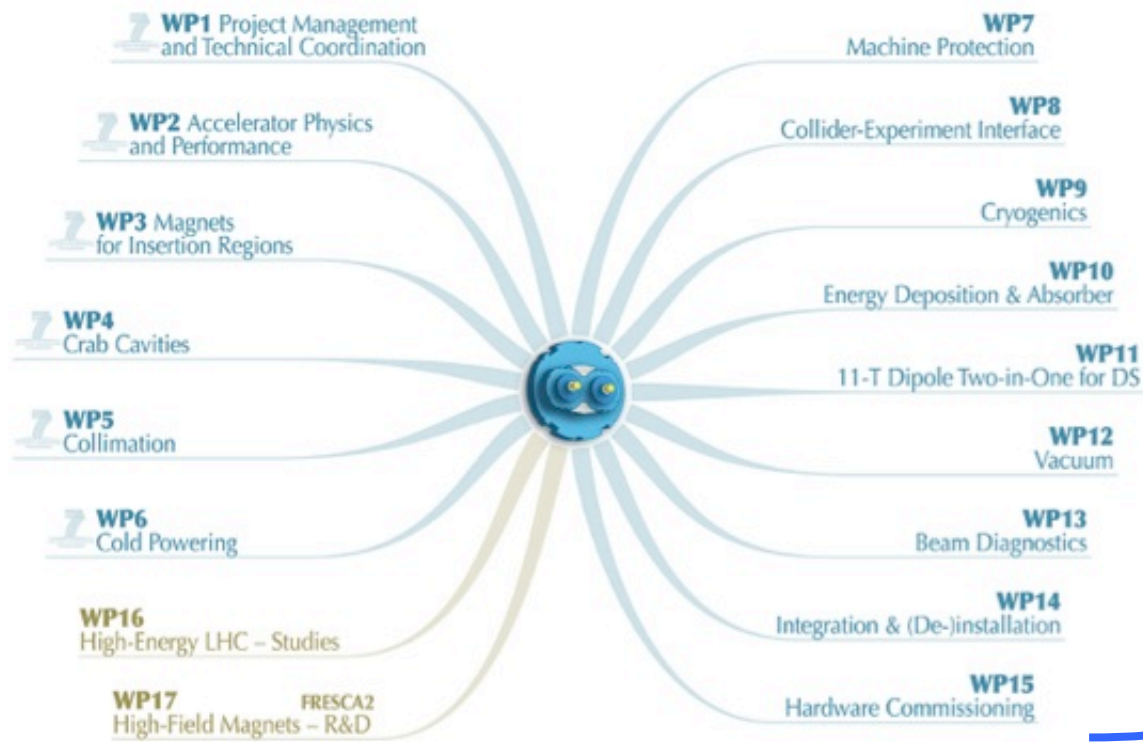 WP1 Project Management
and Technical Coordination
WP2 Accelerator Physics
and Performance
WP3 Magnets
for Insertion Regions
WP4
Crab Cavities
WP5
Collimation
WP6
Cold Powering
WP16
High-Energy LHC – Studies
WP17 FRESCA2
High-Field Magnets – R&D
WP7
Machine Protection
WP8
Collider-Experiment Interface
WP9
Cryogenics
WP10
Energy Deposition & Absorber
WP11
11-T Dipole Two-in-One for DS
WP12
Vacuum
WP13
Beam Diagnostics
WP14
Integration & (De-)installation
WP15
Hardware Commissioning